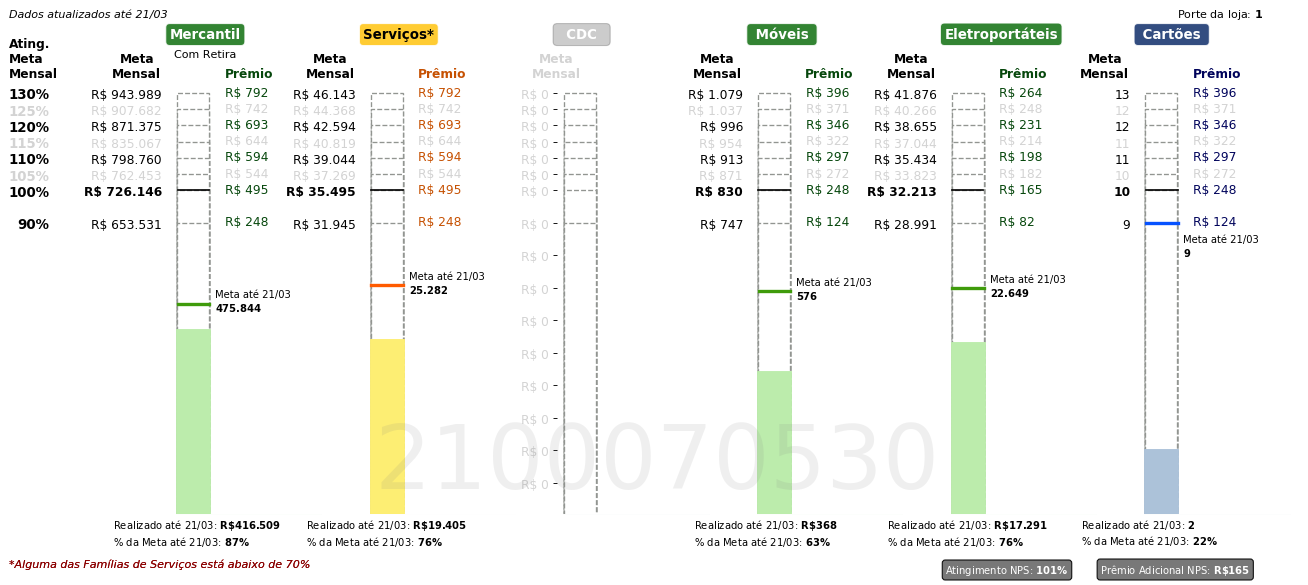 Dados atualizados até 21/03 Porte da loja: 1
Mercantil Serviços* CDC Móveis Eletroportáteis Cartões
Ating. Meta Mensal
Com Retira
Meta Mensal Prêmio Meta Mensal Prêmio Meta Mensal Meta Mensal Prêmio Meta Mensal Prêmio Meta Mensal Prêmio
130% R$ 943.989 R$ 792 R$ 46.143 R$ 792 R$ 0 R$ 1.079 R$ 396 R$ 41.876 R$ 264 13 R$ 396
125% R$ 907.682 R$ 742 R$ 44.368 R$ 742 R$ 0 R$ 1.037 R$ 371 R$ 40.266 R$ 248 12 R$ 371
120% R$ 871.375 R$ 693 R$ 42.594 R$ 693 R$ 0 R$ 996 R$ 346 R$ 38.655 R$ 231 12 R$ 346
115% R$ 835.067 R$ 644 R$ 40.819 R$ 644 R$ 0 R$ 954 R$ 322 R$ 37.044 R$ 214 11 R$ 322
110% R$ 798.760 R$ 594 R$ 39.044 R$ 594 R$ 0 R$ 913 R$ 297 R$ 35.434 R$ 198 11 R$ 297
105% R$ 762.453 R$ 544 R$ 37.269 R$ 544 R$ 0 R$ 871 R$ 272 R$ 33.823 R$ 182 10 R$ 272
100% R$ 726.146 R$ 495 R$ 35.495 R$ 495 R$ 0 R$ 830 R$ 248 R$ 32.213 R$ 165 10 R$ 248
90% R$ 653.531 R$ 248 R$ 31.945 R$ 248 R$ 0 R$ 747 R$ 124 R$ 28.991 R$ 82 9 R$ 124
Meta até 21/03
9
R$ 0
Meta até 21/03
475.844
Meta até 21/03
25.282
R$ 0
Meta até 21/03
576
Meta até 21/03
22.649
R$ 0
R$ 0
R$ 0
R$ 0
R$ 0
R$ 0
2100070530
Realizado até 21/03: R$416.509 Realizado até 21/03: R$19.405 Realizado até 21/03: R$368 Realizado até 21/03: R$17.291 Realizado até 21/03: 2
% da Meta até 21/03: 87% % da Meta até 21/03: 76% % da Meta até 21/03: 63% % da Meta até 21/03: 76% % da Meta até 21/03: 22%
*Alguma das Famílias de Serviços está abaixo de 70% Atingimento NPS: 101% Prêmio Adicional NPS: R$165